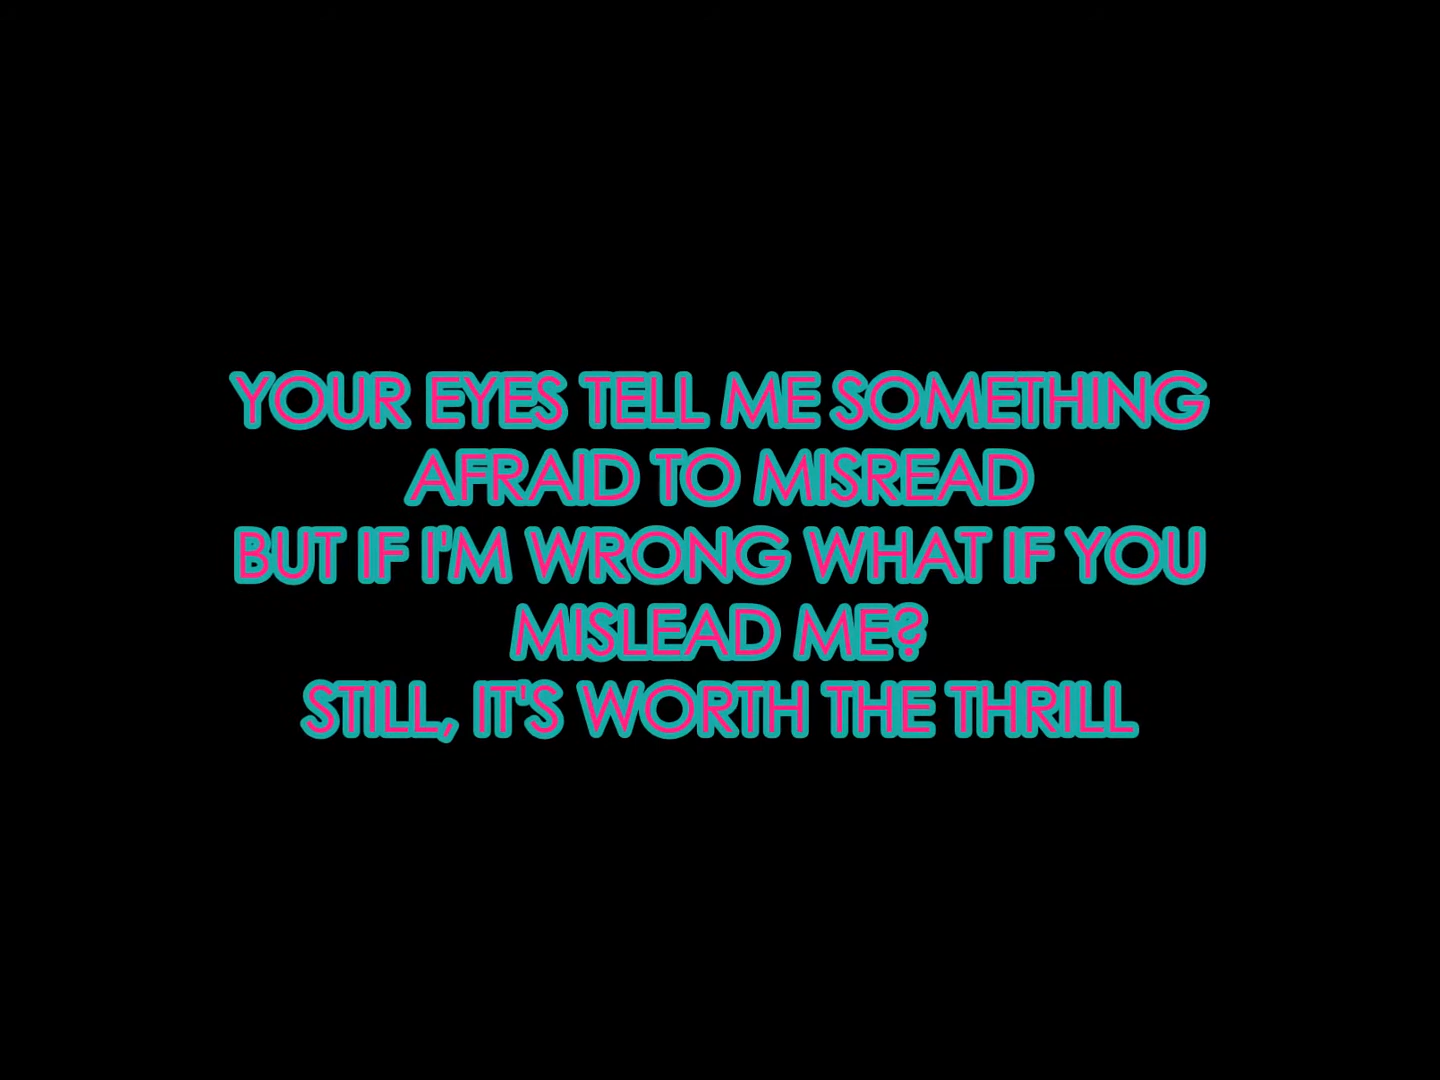 YOUR EYES TELL ME SOMETHING
AFRAID TO MISREAD
BUT IF I'M WRONG WHAT IF YOU
MISLEAD ME?
STILL, IT'S WORTH THE THRILL